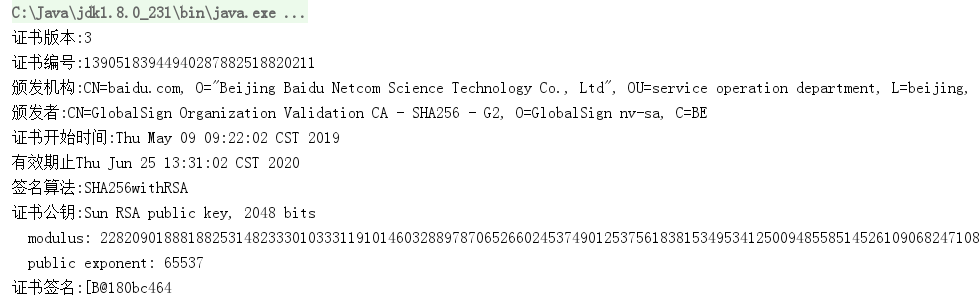 C:\Java\jdk1.8.0_231\bin\java.exe ...
证书版本:3
证书编号:13905183944940287882518820211
颁发机构:CN=baidu.com, O="Beijing Baidu Netcom Science Technology Co., Ltd", OU=service operation department, L=beijing,
颁发者:CN=GlobalSign Organization Validation CA - SHA256 - G2, O=GlobalSign nv-sa, C=BE
证书开始时间:Thu May 09 09:22:02 CST 2019
有效期止Thu Jun 25 13:31:02 CST 2020
签名算法:SHA256withRSA
证书公钥:Sun RSA public key, 2048 bits
modulus: 22820901888188253148233301033311910146032889787065266024537490125375618381534953412500948558514526109068247108
public exponent: 65537
证书签名:[B@180bc464